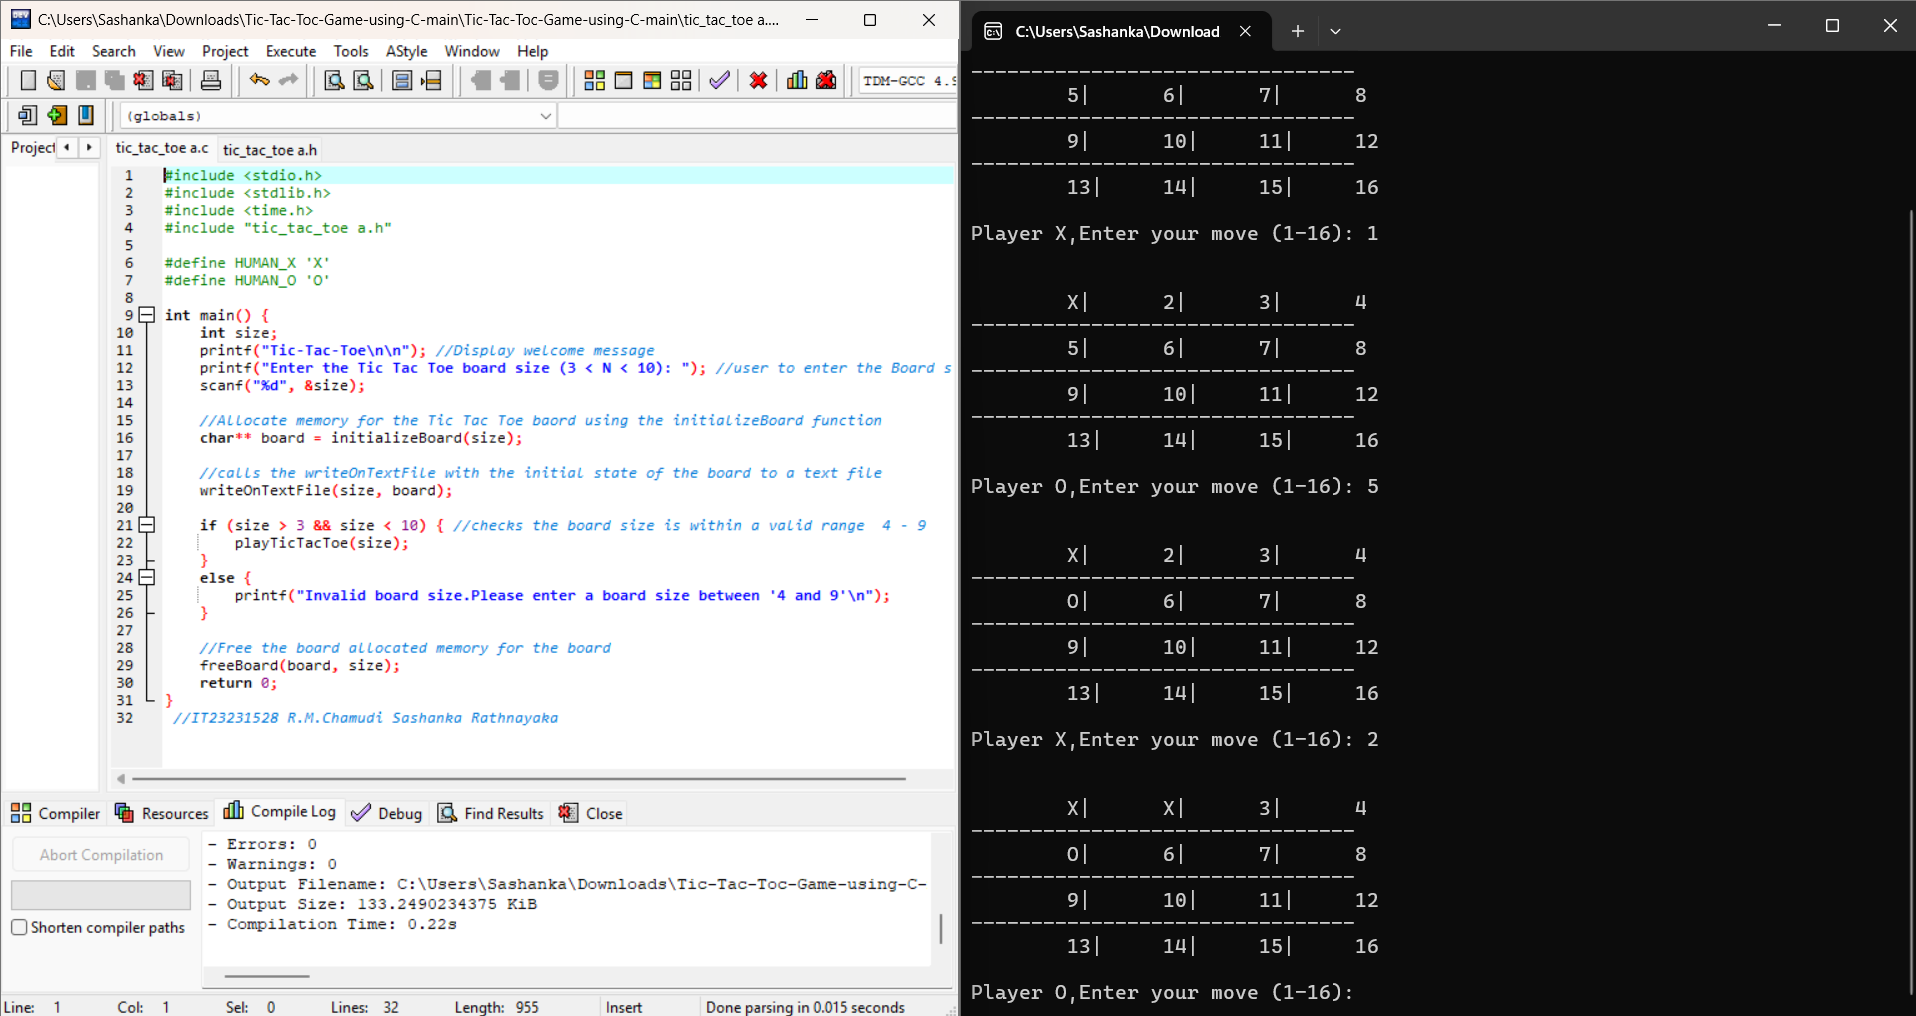 C:\Users\Sashanka\Downloads\Tic-Tac-Toc-Game-using-C-main\Tic-Tac-Toc-Game-using-C-main\tic_tac_toe a....
File Edit Search View Project Execute Tools AStyle Window Help
TDM-GCC 4.9
(globals)
Project
tic_tac_toe a.c tic_tac_toe a.h
1 #include <stdio.h>
2 #include <stdlib.h>
3 #include <time.h>
4 #include "tic_tac_toe a.h"
5
6 #define HUMAN_X 'X'
7 #define HUMAN_O 'O'
8
9 int main() {
10 int size;
11 printf("Tic-Tac-Toe\n\n"); //Display welcome message
12 printf("Enter the Tic Tac Toe board size (3 < N < 10): "); //user to enter the Board s
13 scanf("%d", &size);
14
15 //Allocate memory for the Tic Tac Toe baord using the initializeBoard function
16 char** board = initializeBoard(size);
17
18 //calls the writeOnTextFile with the initial state of the board to a text file
19 writeOnTextFile(size, board);
20
21 if (size > 3 && size < 10) { //checks the board size is within a valid range 4 - 9
22 playTicTacToe(size);
23 }
24 else {
25 printf("Invalid board size.Please enter a board size between '4 and 9'\n");
26 }
27
28 //Free the board allocated memory for the board
29 freeBoard(board, size);
30 return 0;
31 }
32 //IT23231528 R.M.Chamudi Sashanka Rathnayaka
Compiler Resources Compile Log Debug Find Results Close
Abort Compilation
Shorten compiler paths
- Errors: 0
- Warnings: 0
- Output Filename: C:\Users\Sashanka\Downloads\Tic-Tac-Toc-Game-using-C-
- Output Size: 133.2490234375 KiB
- Compilation Time: 0.22s
Line: 1 Col: 1 Sel: 0 Lines: 32 Length: 955 Insert Done parsing in 0.015 seconds
C:\Users\Sashanka\Download
--------------------------------
5| 6| 7| 8
--------------------------------
9| 10| 11| 12
--------------------------------
13| 14| 15| 16
Player X,Enter your move (1-16): 1
X| 2| 3| 4
--------------------------------
5| 6| 7| 8
--------------------------------
9| 10| 11| 12
--------------------------------
13| 14| 15| 16
Player O,Enter your move (1-16): 5
X| 2| 3| 4
--------------------------------
O| 6| 7| 8
--------------------------------
9| 10| 11| 12
--------------------------------
13| 14| 15| 16
Player X,Enter your move (1-16): 2
X| X| 3| 4
--------------------------------
O| 6| 7| 8
--------------------------------
9| 10| 11| 12
--------------------------------
13| 14| 15| 16
Player O,Enter your move (1-16):